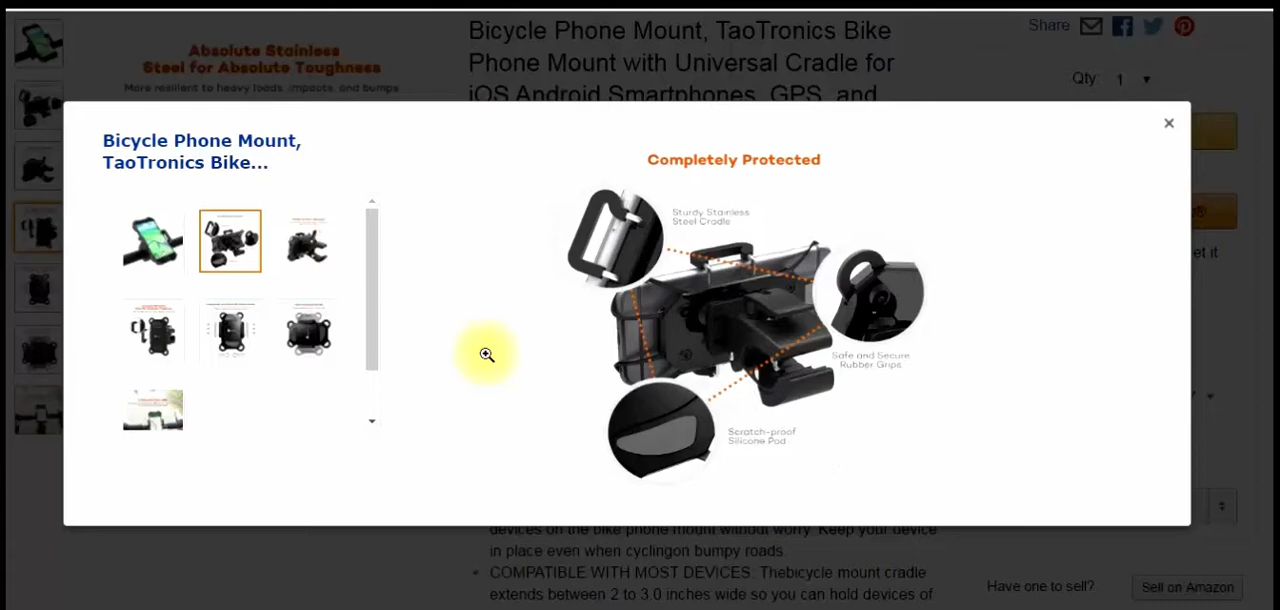 Absolute Stainless
Steel for Absolute Toughness
More resilient to heavy loads, impacts, and bumps
Bicycle Phone Mount, TaoTronics Bike
Phone Mount with Universal Cradle for
iOS Android Smartphones, GPS, and
Share
Qty: 1
Bicycle Phone Mount,
TaoTronics Bike...
Completely Protected
Sturdy Stainless
Steel Cradle
Safe and Secure
Rubber Grips
Scratch-proof
Silicone Pad
et it
devices on the bike phone mount without worry. Keep your device
in place even when cyclingon bumpy roads.
• COMPATIBLE WITH MOST DEVICES: Thebicycle mount cradle
extends between 2 to 3.0 inches wide so you can hold devices of
Have one to sell?
Sell on Amazon